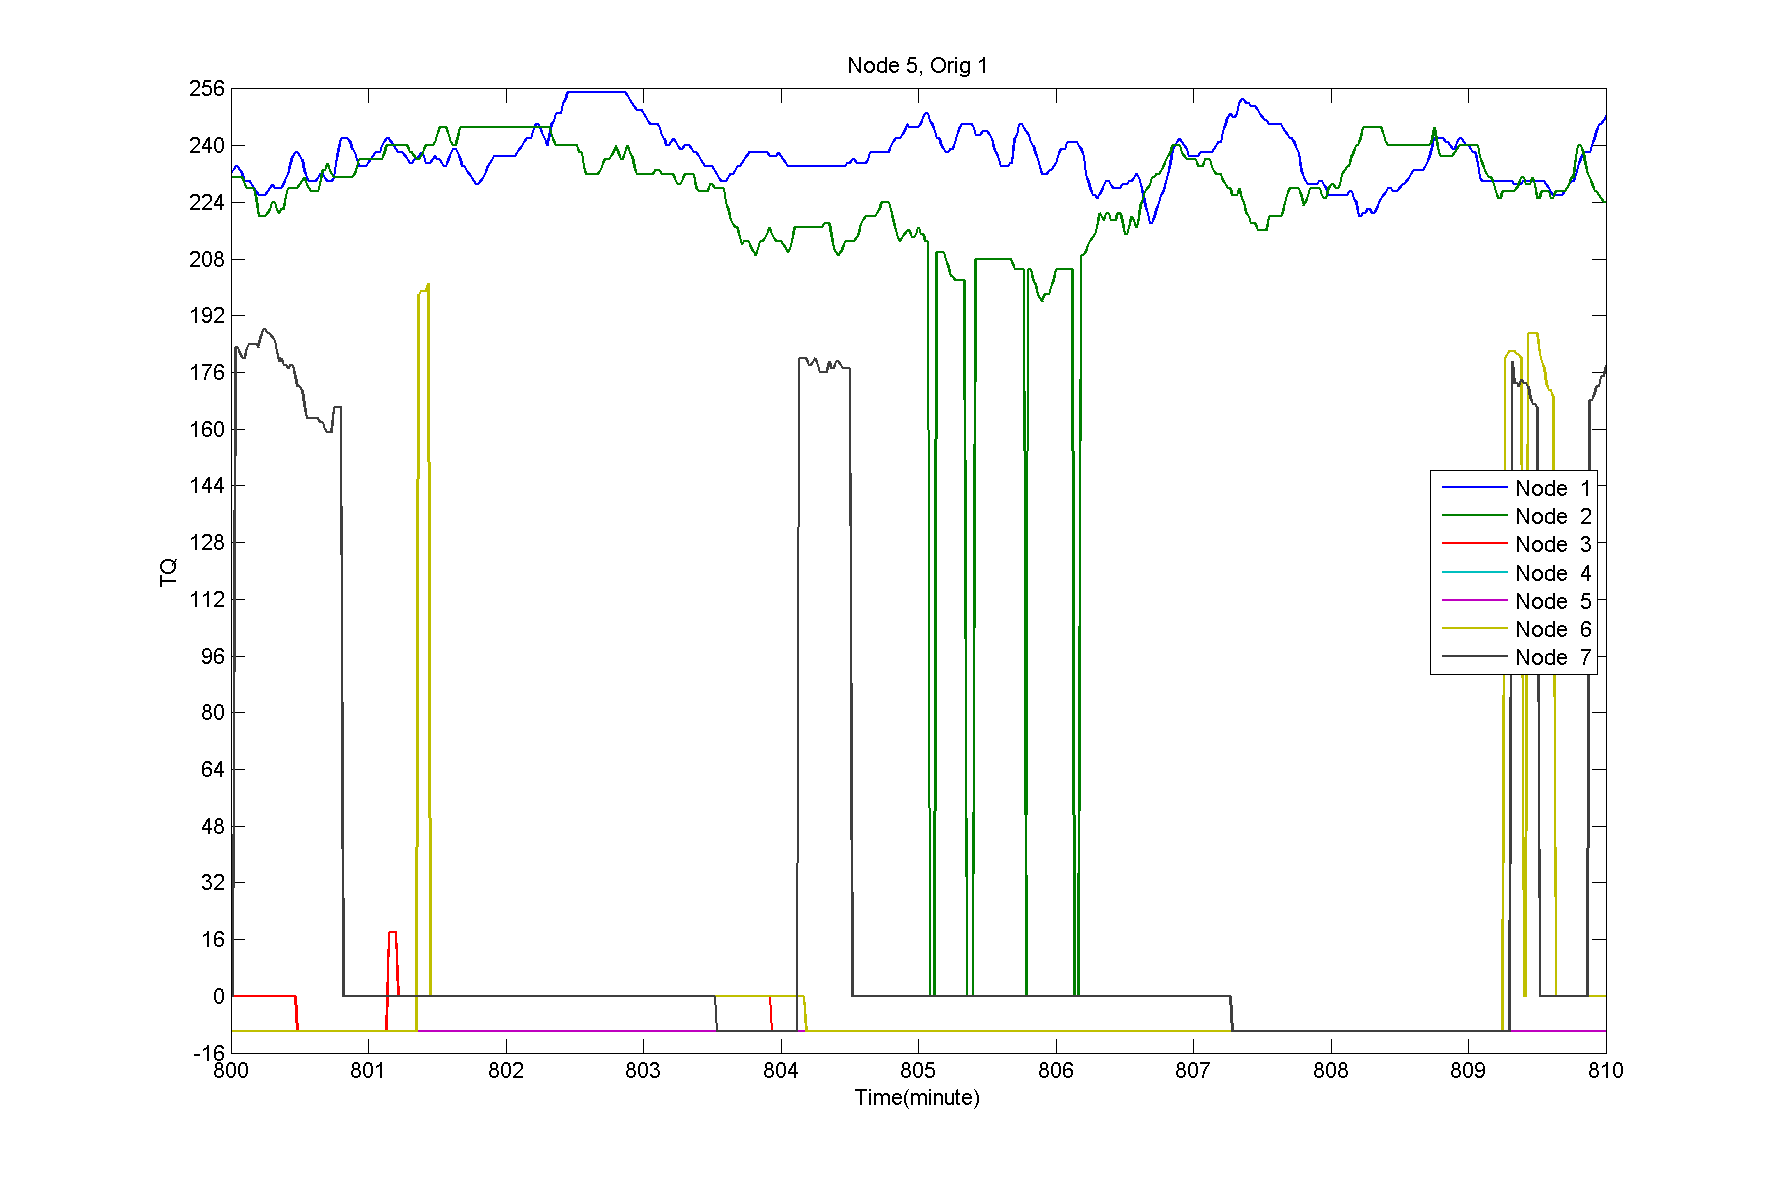 Node 5, Orig 1
256
240
224
208
192
176
160
144
128
112
96
80
64
48
32
16
0
-16
TQ
Node 1
Node 2
Node 3
Node 4
Node 5
Node 6
Node 7
800 801 802 803 804 805 806 807 808 809 810
Time(minute)